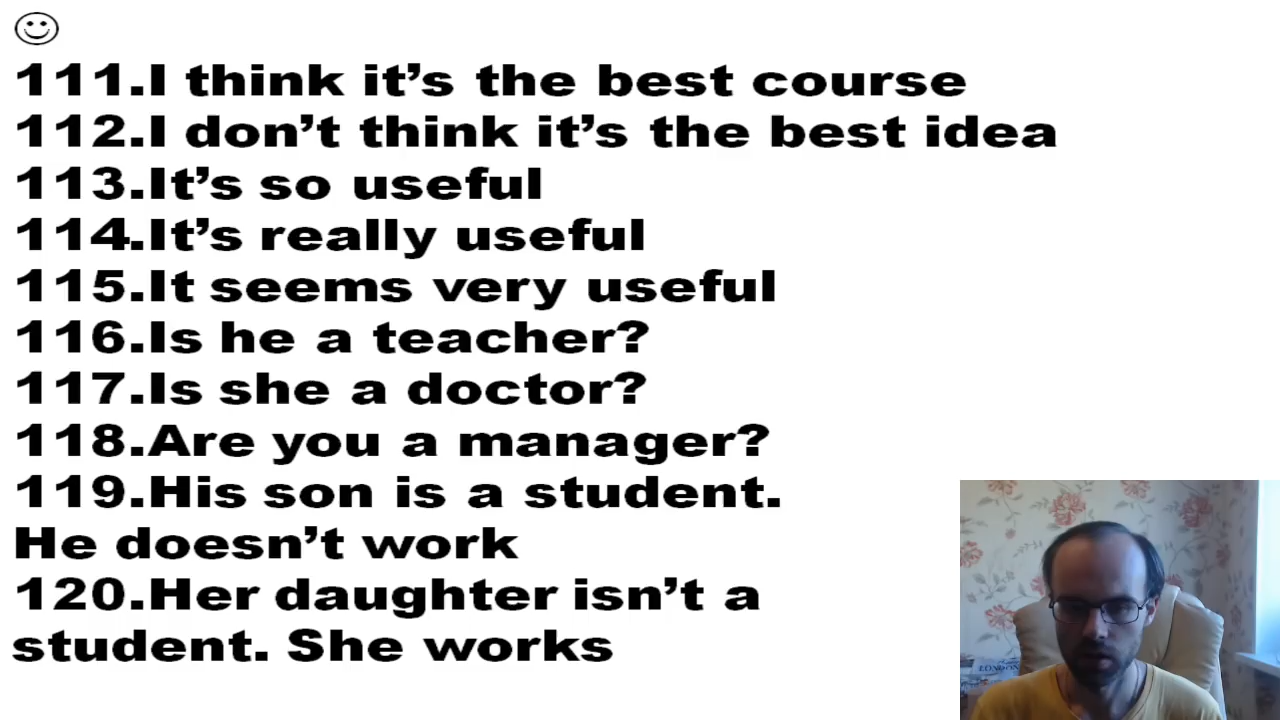 111.I think it’s the best course
112.I don’t think it’s the best idea
113.It’s so useful
114.It’s really useful
115.It seems very useful
116.Is he a teacher?
117.Is she a doctor?
118.Are you a manager?
119.His son is a student.
He doesn’t work
120.Her daughter isn’t a
student. She works
LONDON